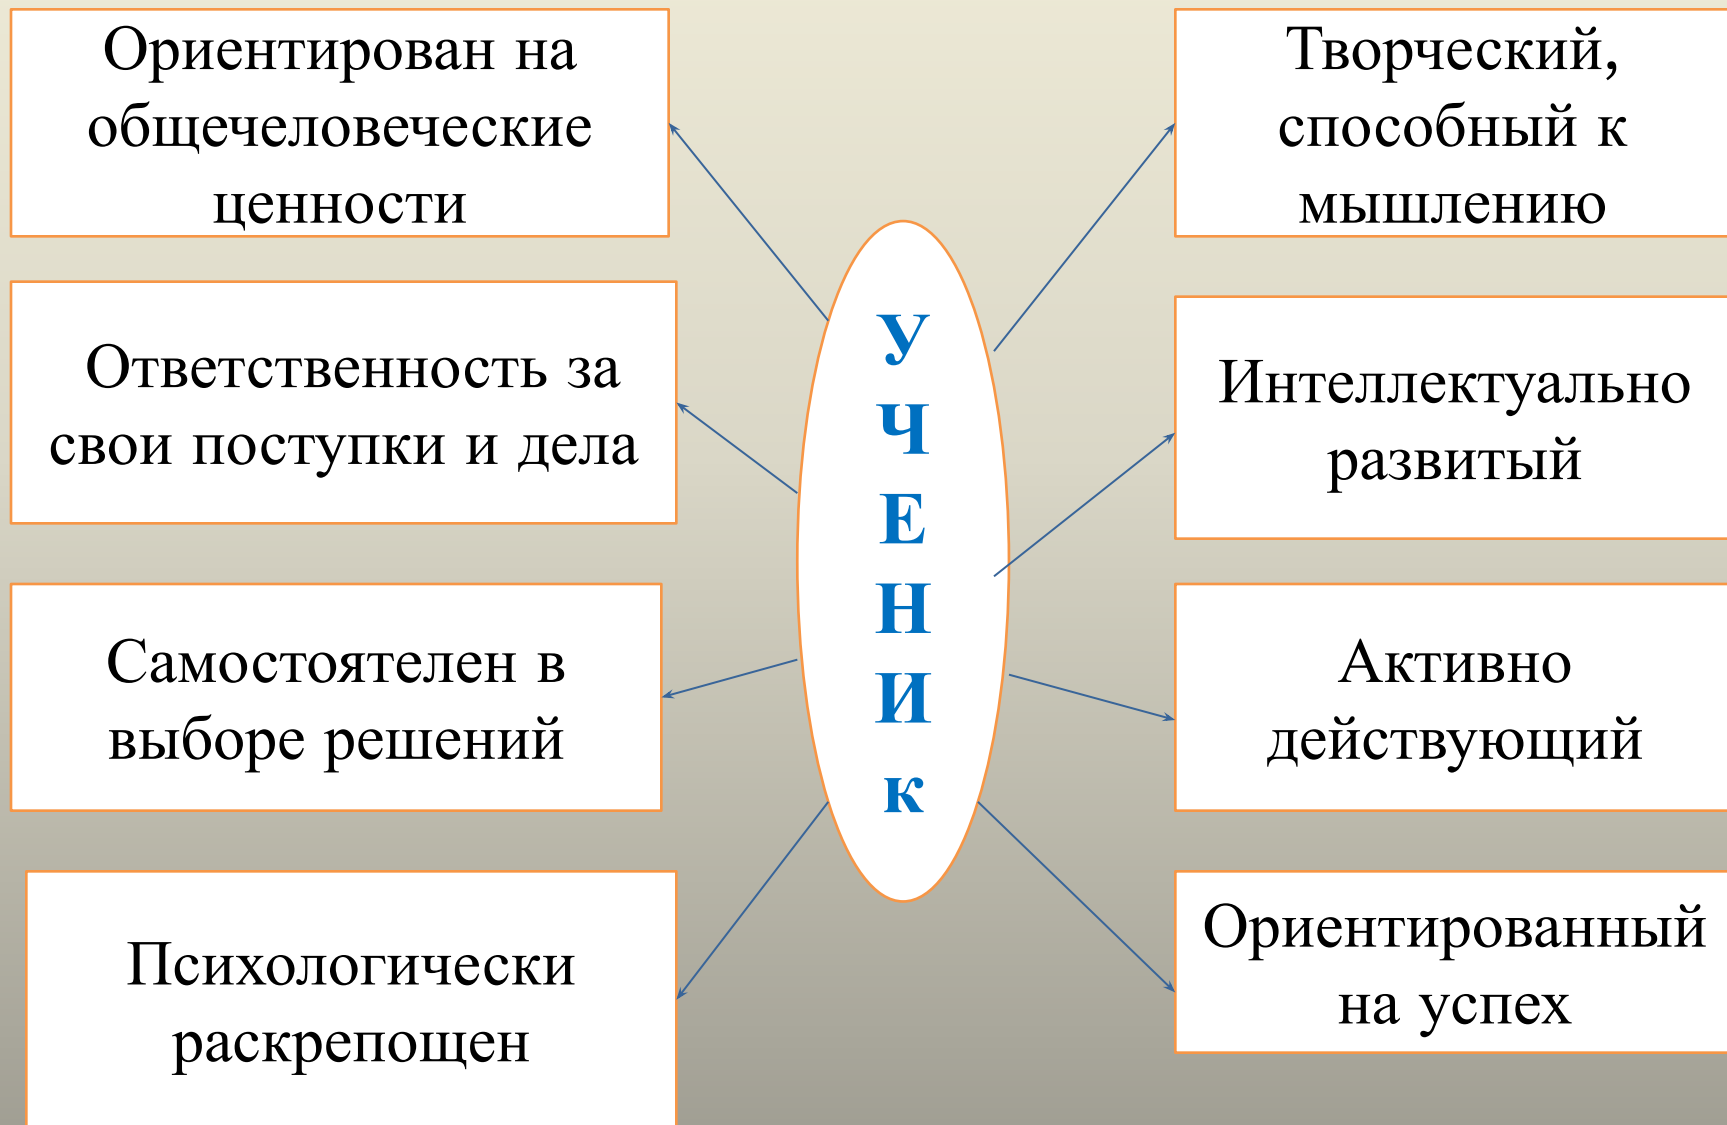 Ориентирован на
общечеловеческие
ценности
Ответственность за
свои поступки и дела
Самостоятелен в
выборе решений
Психологически
раскрепощен
У
Ч
Е
Н
И
к
Творческий,
способный к
мышлению
Интеллектуально
развитый
Активно
действующий
Ориентированный
на успех